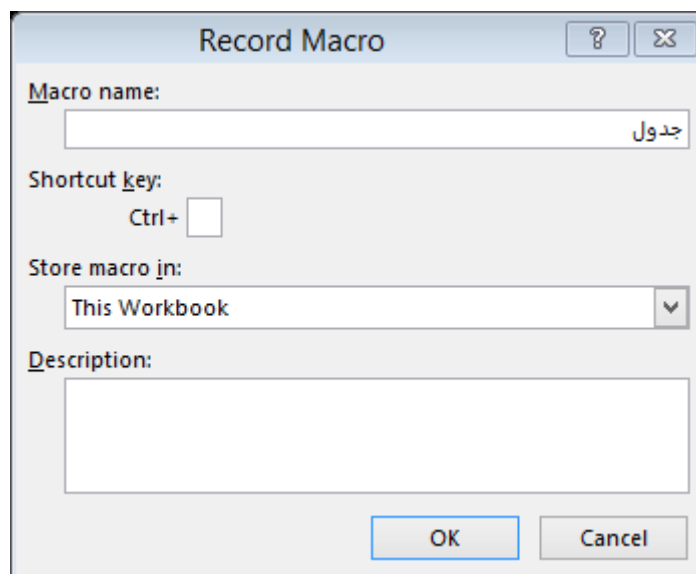 Record Macro
Macro name:
جدول
Shortcut key:
Ctrl+
Store macro in:
This Workbook
Description:
OK Cancel